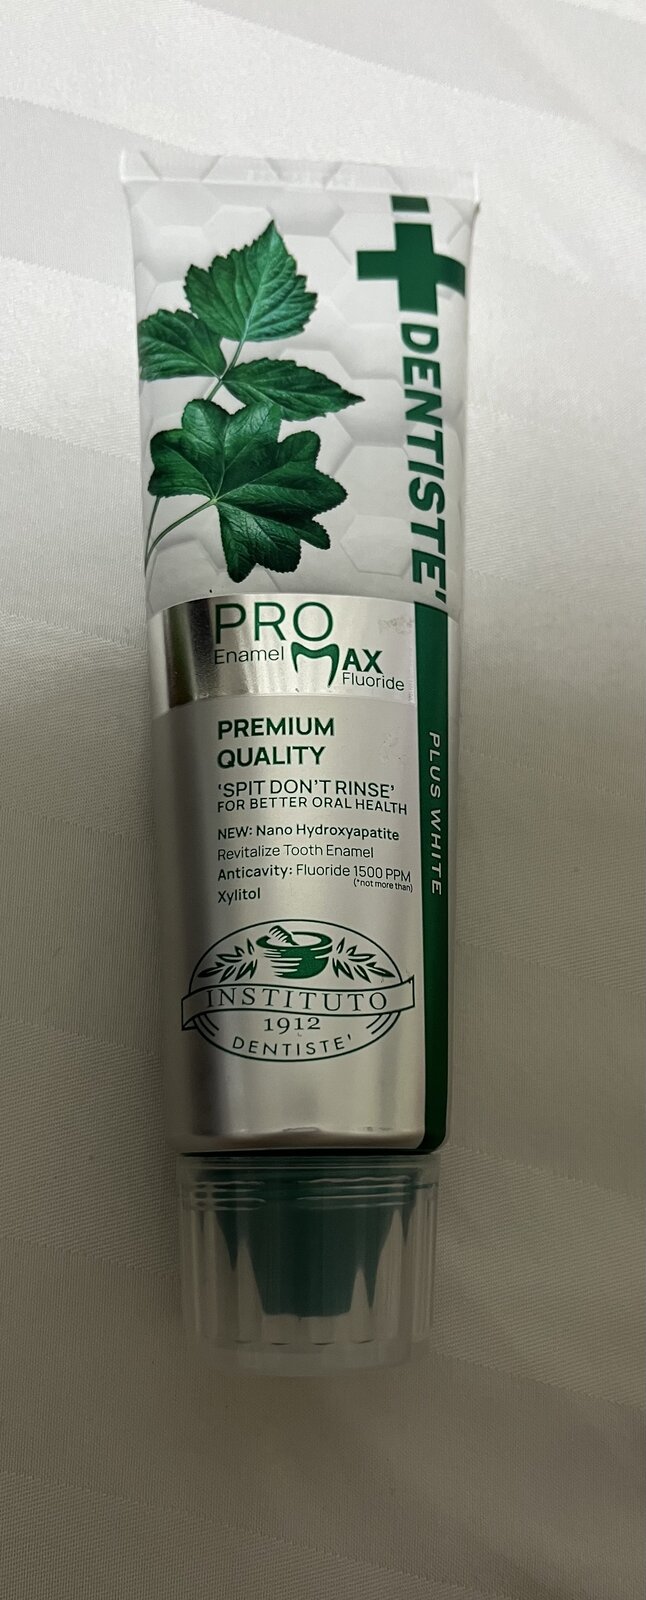 DENTISTE'
PLUS WHITE
PRO
Enamel MAX
Fluoride
PREMIUM
QUALITY
'SPIT DON'T RINSE'
FOR BETTER ORAL HEALTH
NEW: Nano Hydroxyapatite
Revitalize Tooth Enamel
Anticavity: Fluoride 1500 PPM
(*not more than)
Xylitol
INSTITUTO
1912
DENTISTE'